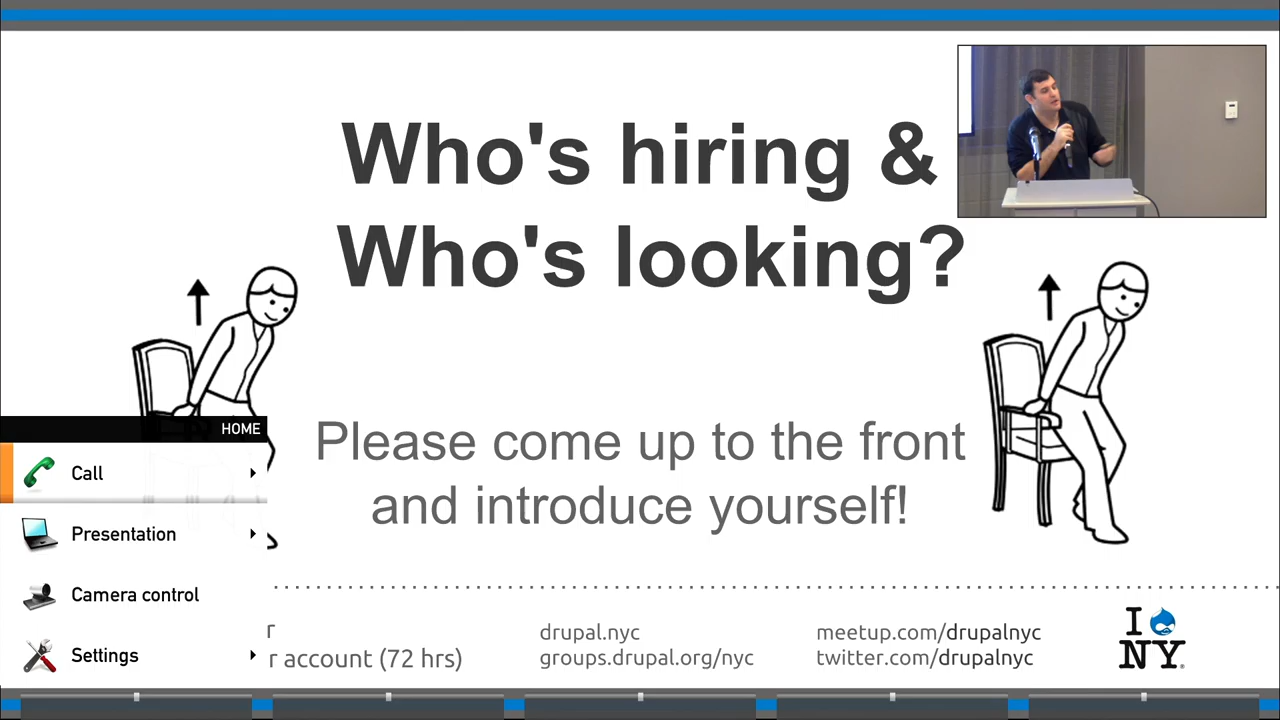 Who's hiring &
Who's looking?
Please come up to the front
and introduce yourself!
HOME
Call
Presentation
Camera control
Settings
r account (72 hrs)
drupal.nyc
groups.drupal.org/nyc
meetup.com/drupalnyc
twitter.com/drupalnyc
I
NY